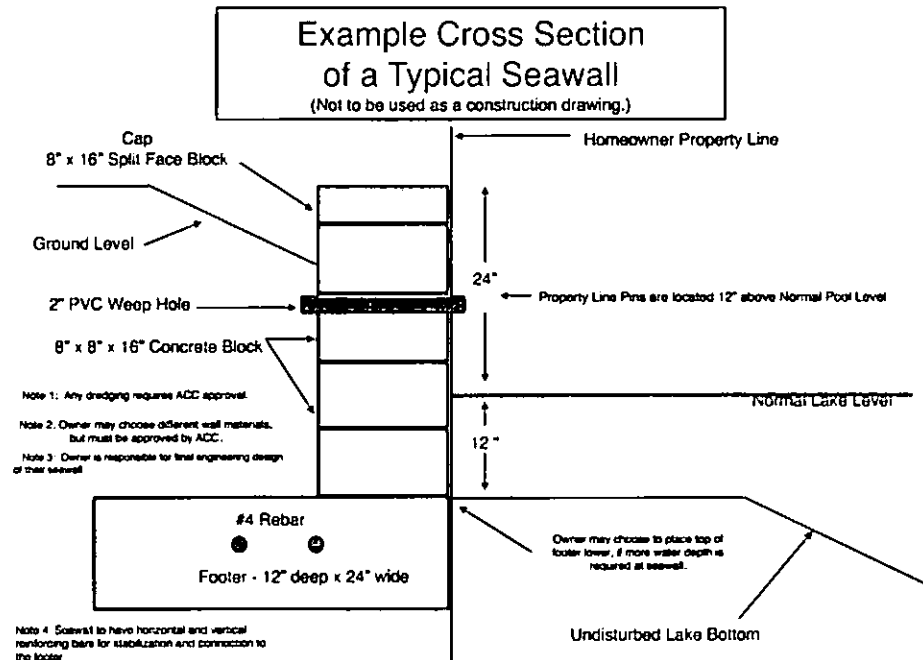 Example Cross Section
of a Typical Seawall
(Not to be used as a construction drawing.)
Homeowner Property Line
Cap
8" x 16" Split Face Block
Ground Level
24"
2" PVC Weep Hole
Property Line Pins are located 12" above Normal Pool Level
8" x 8" x 16" Concrete Block
Note 1: Any dredging requires ACC approval.
Normal Lake Level
Note 2: Owner may choose different wall materials,
but must be approved by ACC.
12"
Note 3: Owner is responsible for final engineering design
of their seawall
#4 Rebar
Footer - 12" deep x 24" wide
Owner may choose to place top of
footer lower, if more water depth is
required at seawall.
Note 4 Seawall to have horizontal and vertical
reinforcing bars for stabilization and connection to
the footer
Undisturbed Lake Bottom